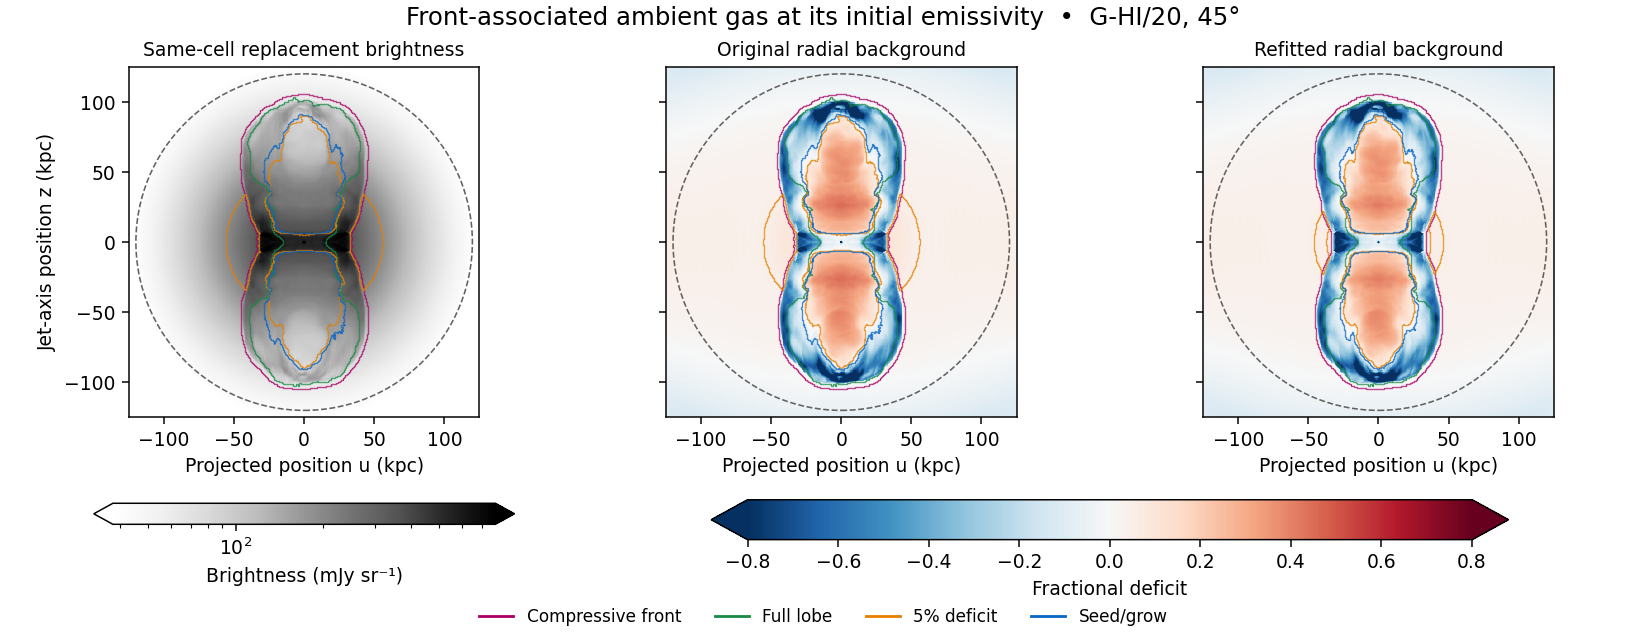 Front-associated ambient gas at its initial emissivity • G-HI/20, 45°
Same-cell replacement brightness
Original radial background
Refitted radial background
Jet-axis position z (kpc)
100
50
0
−50
−100
−100 −50 0 50 100
−100 −50 0 50 100
−100 −50 0 50 100
Projected position u (kpc)
Projected position u (kpc)
Projected position u (kpc)
10²
Brightness (mJy sr⁻¹)
−0.8 −0.6 −0.4 −0.2 0.0 0.2 0.4 0.6 0.8
Fractional deficit
Compressive front
Full lobe
5% deficit
Seed/grow